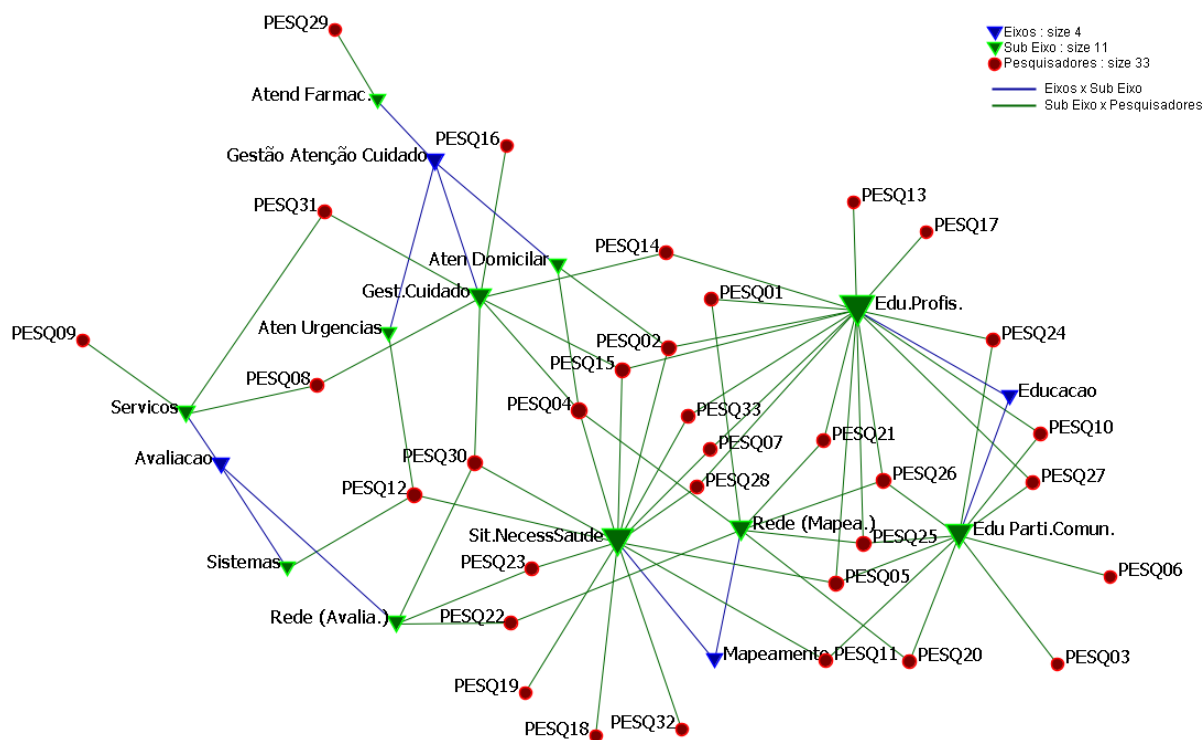 PESQ29
Eixos : size 4
Sub Eixo : size 11
Pesquisadores : size 33
Eixos x Sub Eixo
Sub Eixo x Pesquisadores
Atend Farmac.
PESQ16
Gestão Atenção Cuidado
PESQ31
PESQ13
PESQ17
PESQ14
Aten Domicilar
Gest.Cuidado
PESQ01
Edu.Profis.
Aten Urgencias
PESQ09
PESQ02
PESQ24
PESQ15
PESQ08
Educacao
Servicos
PESQ04
PESQ33
PESQ21
PESQ10
PESQ07
Avaliacao
PESQ30
PESQ12
PESQ28
PESQ26
PESQ27
Rede (Mapea.)
Sit.NecessSaude
PESQ25
Edu Parti.Comun.
Sistemas
PESQ23
PESQ05
PESQ06
Rede (Avalia.)
PESQ22
Mapeamento
PESQ11
PESQ20
PESQ03
PESQ19
PESQ18
PESQ32